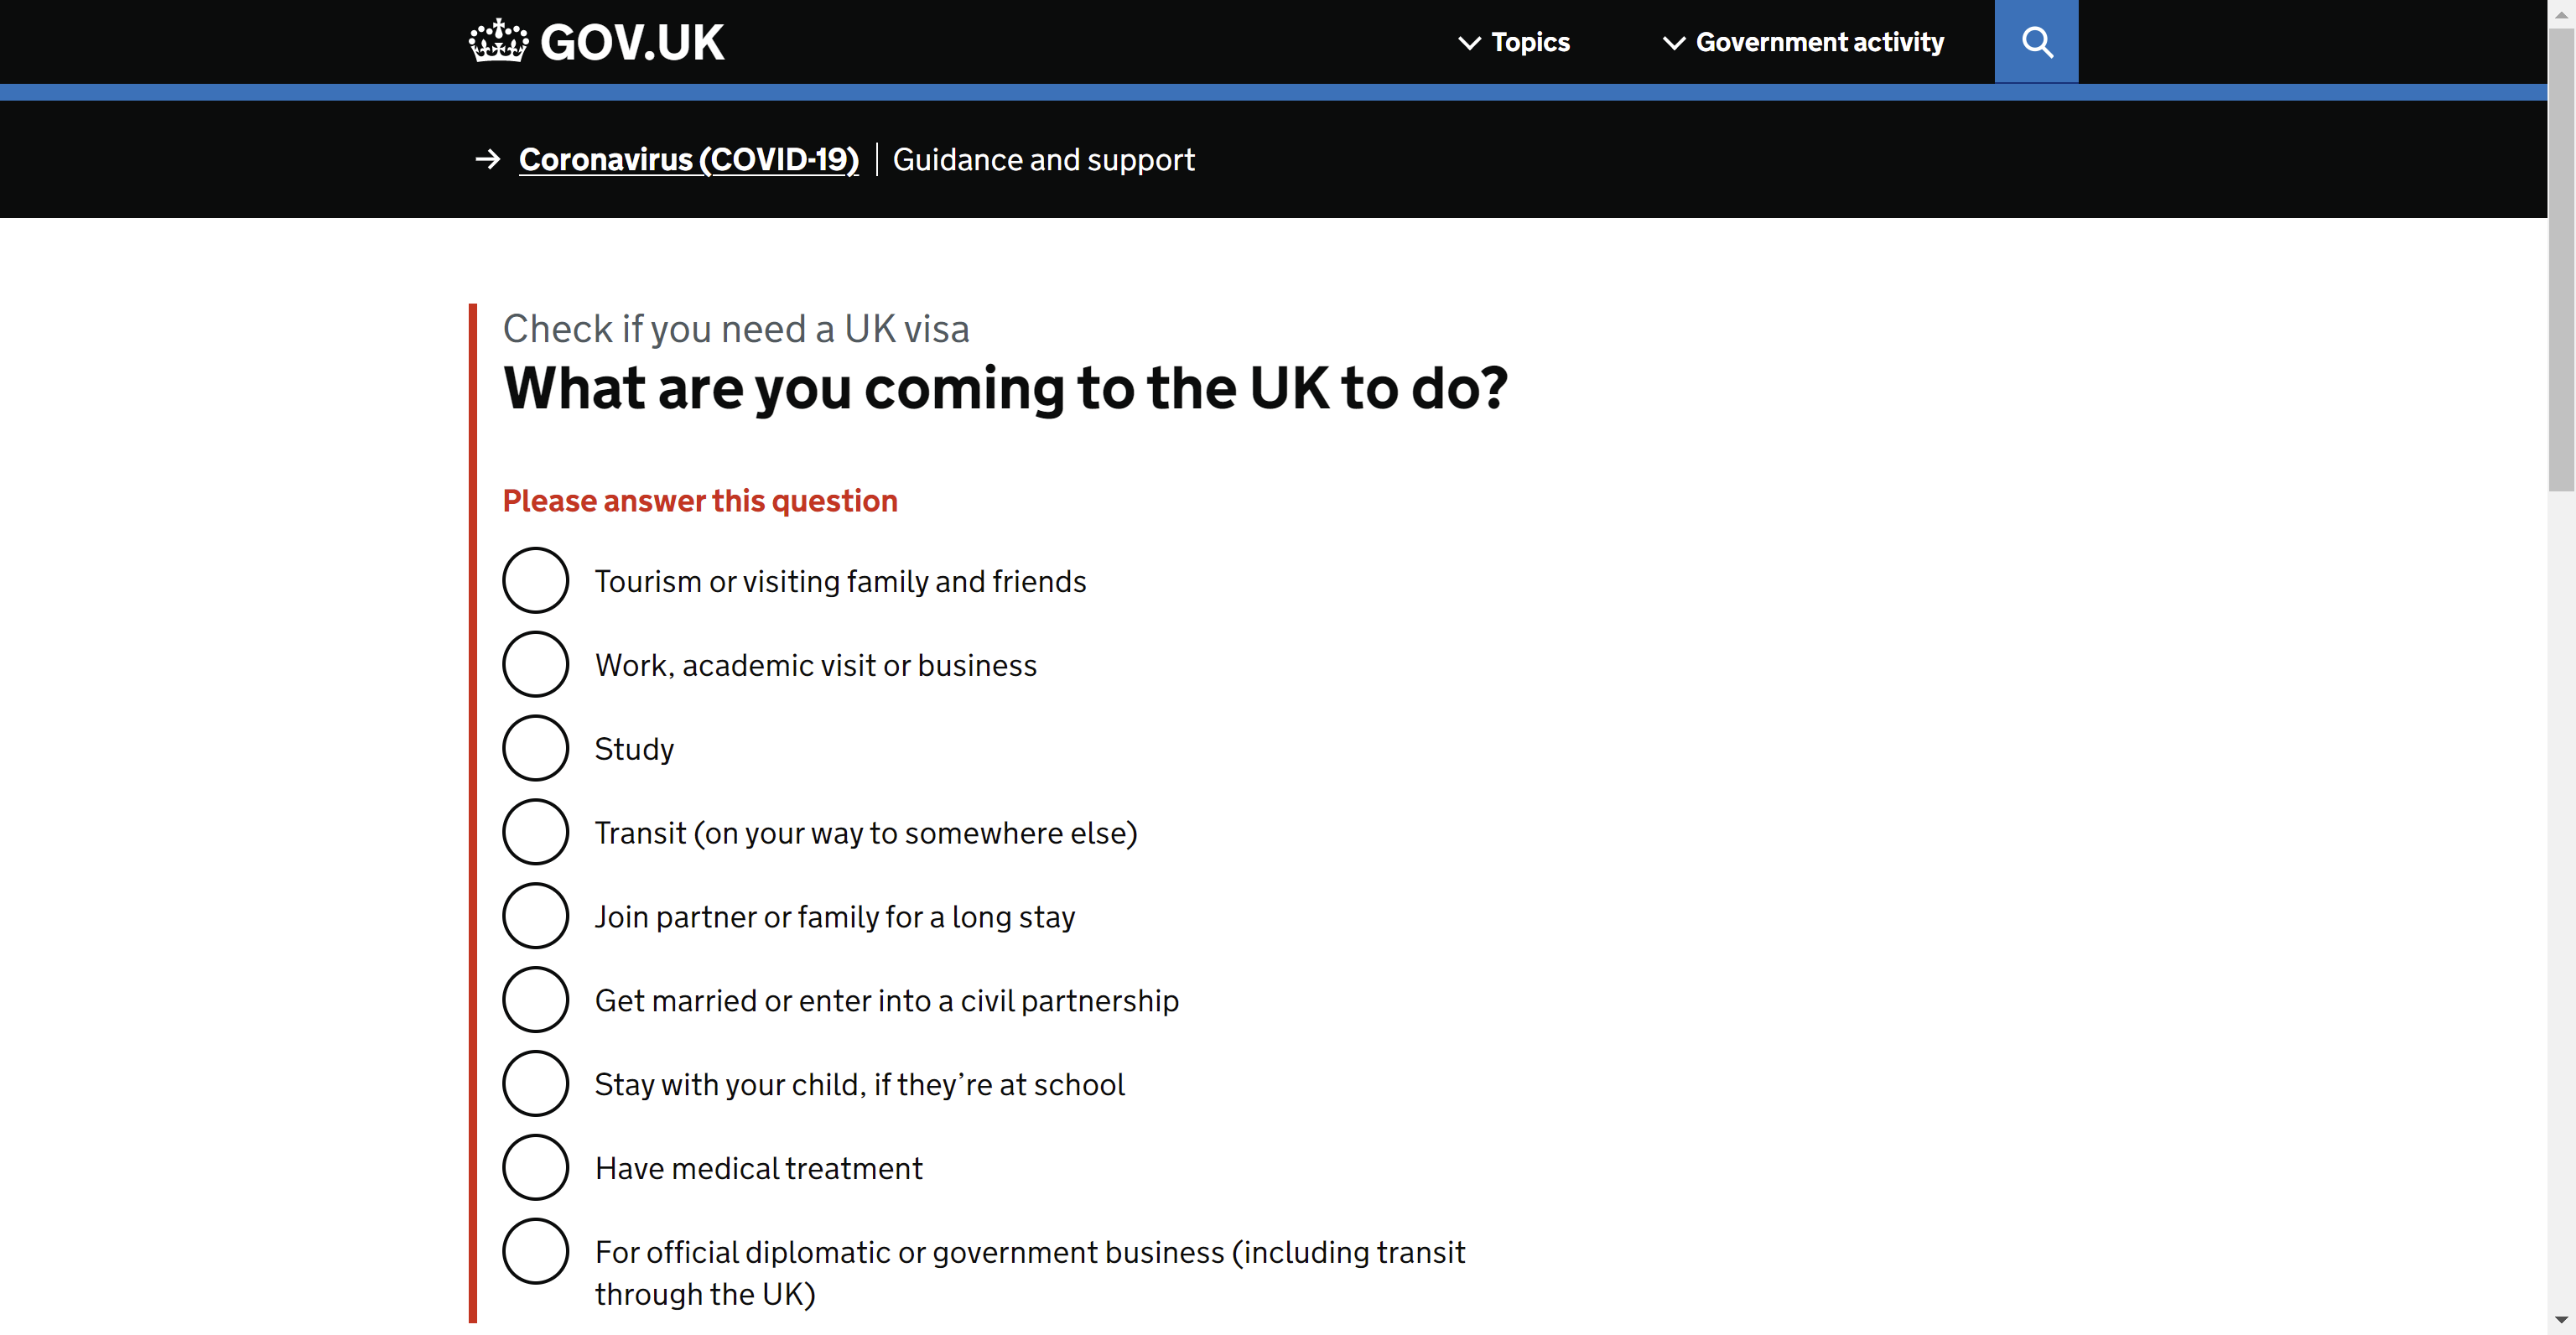 GOV.UK
Topics
Government activity
Coronavirus (COVID-19)
Guidance and support
Check if you need a UK visa
What are you coming to the UK to do?
Please answer this question
Tourism or visiting family and friends
Work, academic visit or business
Study
Transit (on your way to somewhere else)
Join partner or family for a long stay
Get married or enter into a civil partnership
Stay with your child, if they’re at school
Have medical treatment
For official diplomatic or government business (including transit
through the UK)